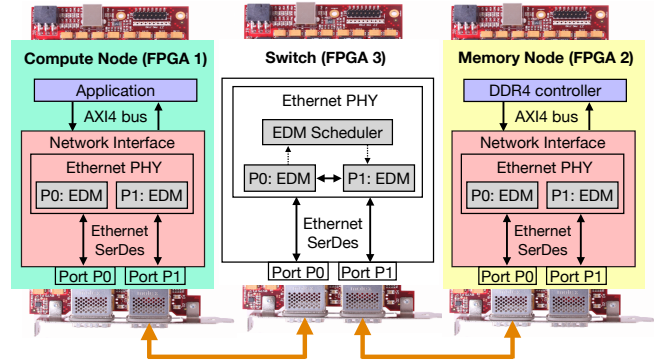 Compute Node (FPGA 1)
Application
AXI4 bus
Network Interface
Ethernet PHY
P0: EDM
P1: EDM
Ethernet
SerDes
Port P0
Port P1
Switch (FPGA 3)
Ethernet PHY
EDM Scheduler
P0: EDM
P1: EDM
Ethernet
SerDes
Port P0
Port P1
Memory Node (FPGA 2)
DDR4 controller
AXI4 bus
Network Interface
Ethernet PHY
P0: EDM
P1: EDM
Ethernet
SerDes
Port P0
Port P1